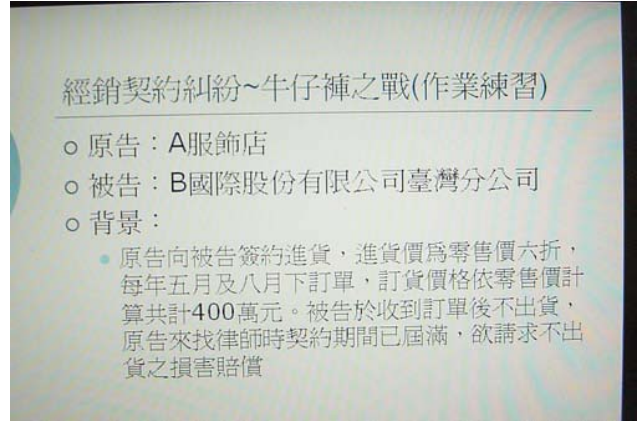 經銷契約糾紛~牛仔褲之戰(作業練習)
原告：A服飾店
被告：B國際股份有限公司臺灣分公司
背景：
原告向被告簽約進貨，進貨價為零售價六折，
每年五月及八月下訂單，訂貨價格依零售價計
算共計400萬元。被告於收到訂單後不出貨，
原告來找律師時契約期間已屆滿，欲請求不出
貨之損害賠償